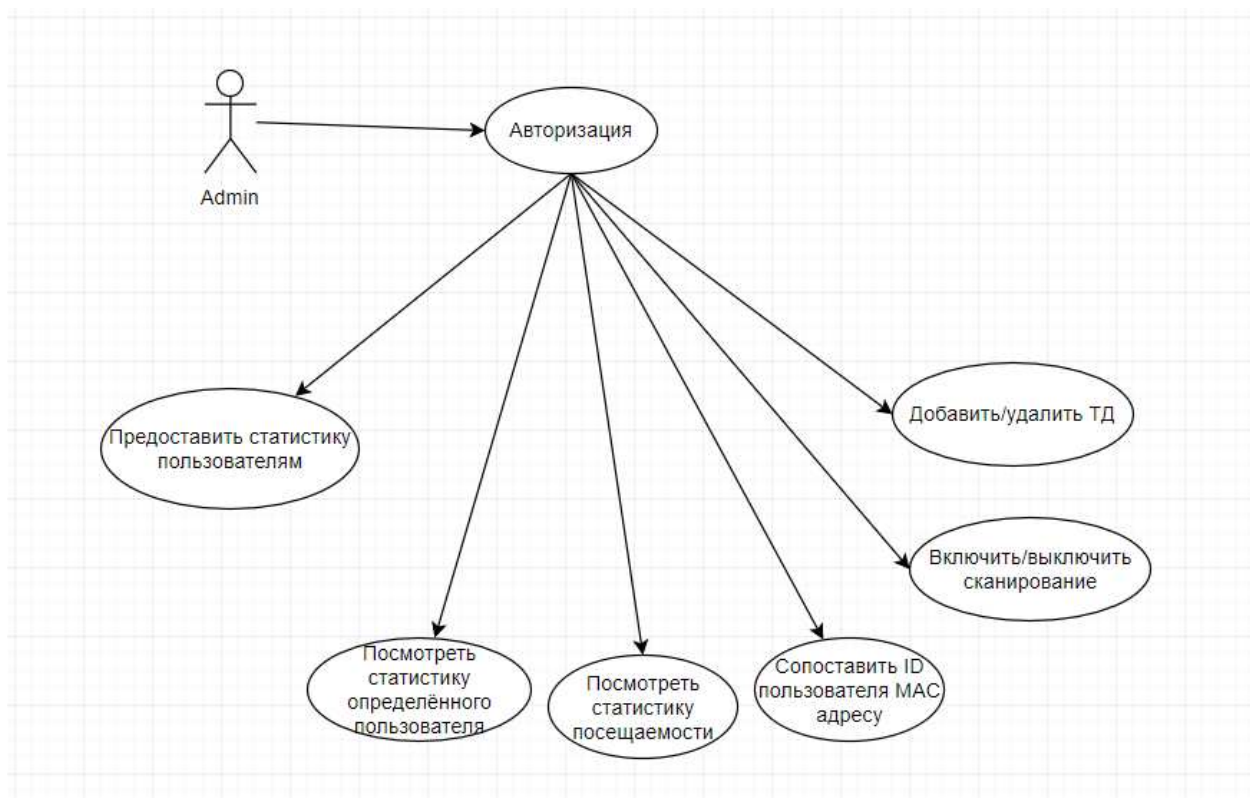 Авторизация
Admin
Добавить/удалить ТД
Предоставить статистику
пользователям
Включить/выключить
сканирование
Посмотреть
статистику
определённого
пользователя
Посмотреть
статистику
посещаемости
Сопоставить ID
пользователя MAC
адресу